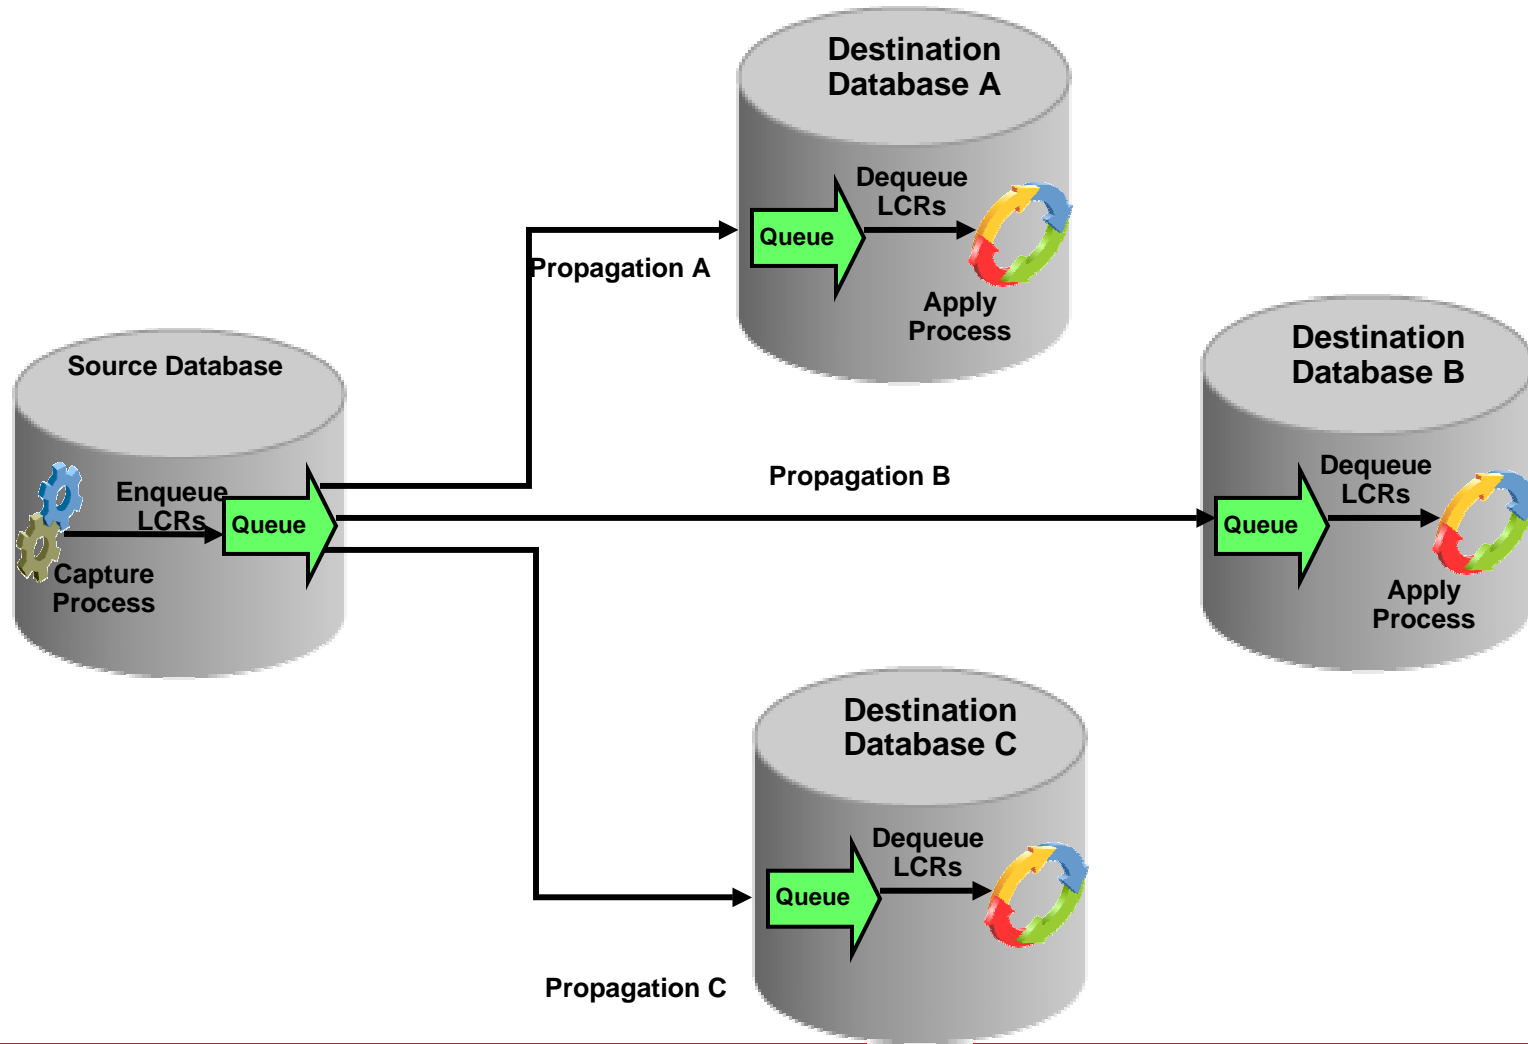 Destination
Database A
Dequeue
LCRs
Queue
Apply
Process
Propagation A
Source Database
Enqueue
LCRs
Queue
Capture
Process
Propagation B
Destination
Database B
Dequeue
LCRs
Queue
Apply
Process
Destination
Database C
Dequeue
LCRs
Queue
Propagation C